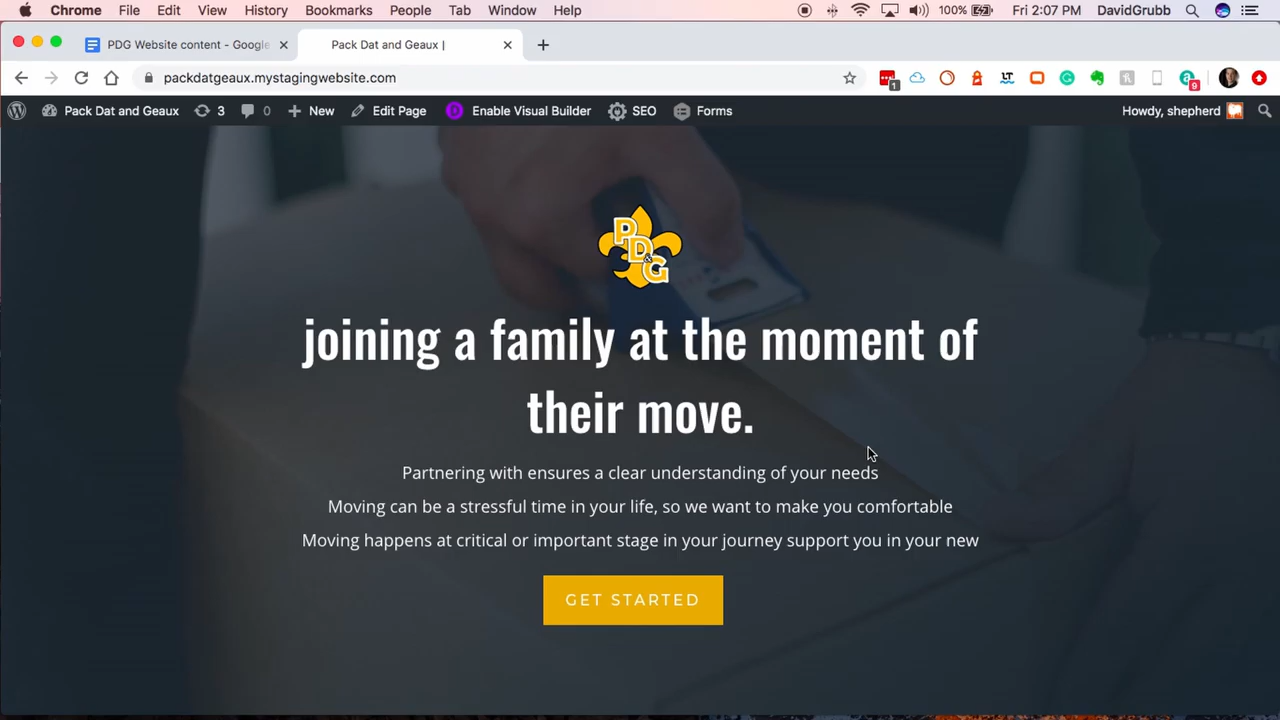 Chrome File Edit View History Bookmarks People Tab Window Help 100% Fri 2:07 PM DavidGrubb
PDG Website content - Google Pack Dat and Geaux |
packdatgeaux.mystagingwebsite.com 1 LT 9
Pack Dat and Geaux 3 0 New Edit Page D Enable Visual Builder SEO Forms Howdy, shepherd
PD&G
joining a family at the moment of
their move.
Partnering with ensures a clear understanding of your needs
Moving can be a stressful time in your life, so we want to make you comfortable
Moving happens at critical or important stage in your journey support you in your new
GET STARTED